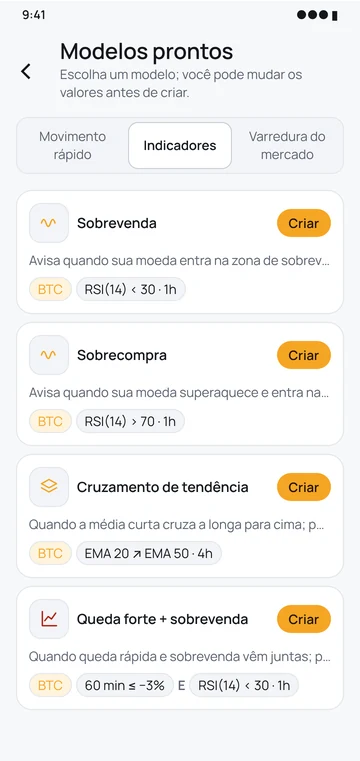 9:41
Modelos prontos
Escolha um modelo; você pode mudar os
valores antes de criar.
Movimento
rápido
Indicadores
Varredura do
mercado
Sobrevenda
Criar
Avisa quando sua moeda entra na zona de sobrev…
BTC
RSI(14) < 30 · 1h
Sobrecompra
Criar
Avisa quando sua moeda superaquece e entra na…
BTC
RSI(14) > 70 · 1h
Cruzamento de tendência
Criar
Quando a média curta cruza a longa para cima; p…
BTC
EMA 20 ↗ EMA 50 · 4h
Queda forte + sobrevenda
Criar
Quando queda rápida e sobrevenda vêm juntas; p…
BTC
60 min ≤ −3%
E
RSI(14) < 30 · 1h